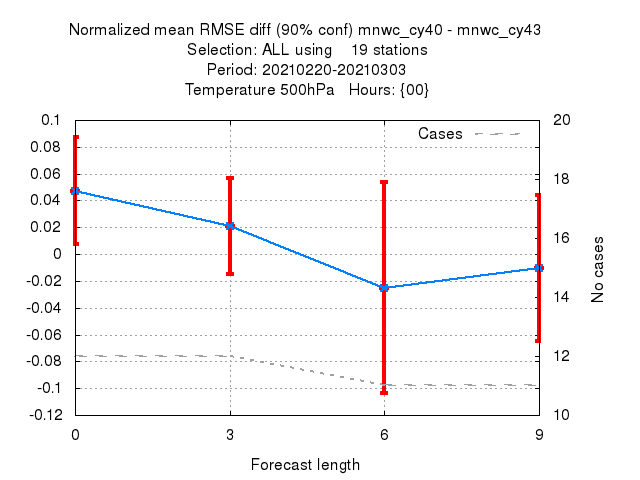 Normalized mean RMSE diff (90% conf) mnwc_cy40 - mnwc_cy43
Selection: ALL using 19 stations
Period: 20210220-20210303
Temperature 500hPa Hours: {00}
Cases
0.1
0.08
0.06
0.04
0.02
0
-0.02
-0.04
-0.06
-0.08
-0.1
-0.12
20
18
16
14
12
10
No cases
0 3 6 9
Forecast length